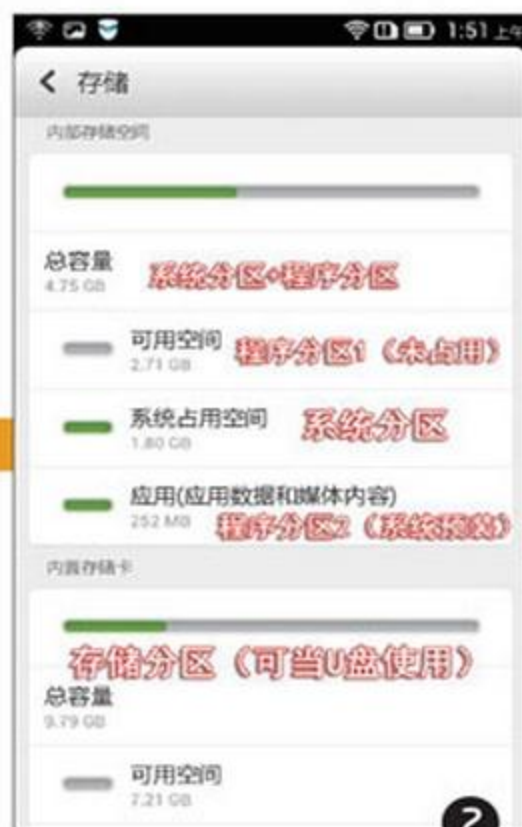 1:51 上午
存储
内部存储空间
总容量
4.75 GB
系统分区+程序分区
可用空间
2.71 GB
程序分区1（未占用）
系统占用空间
1.80 GB
系统分区
应用(应用数据和媒体内容)
252 MB
程序分区2（系统预装）
内置存储卡
存储分区（可当U盘使用）
总容量
9.79 GB
可用空间
7.21 GB
2